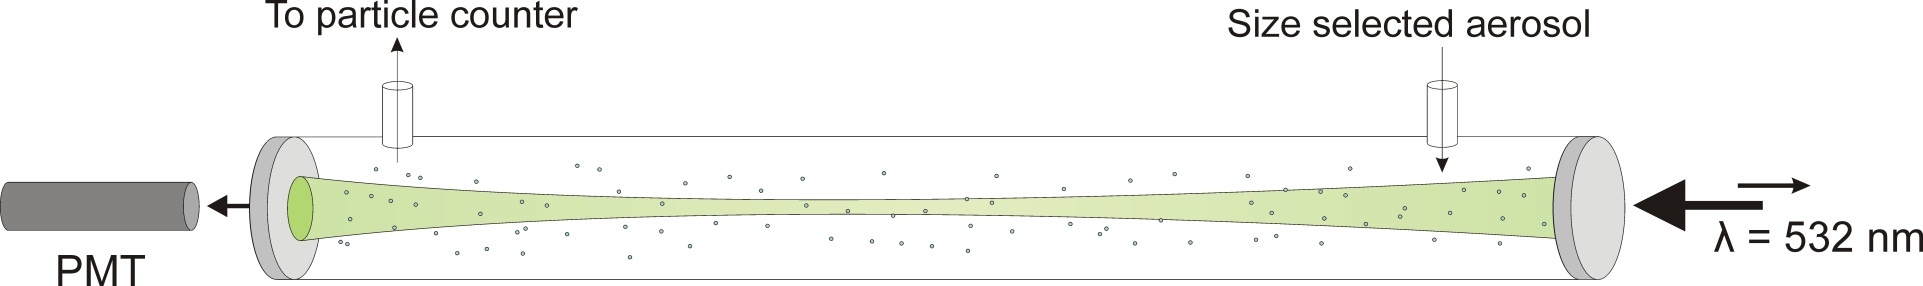 To particle counter
Size selected aerosol
PMT
λ = 532 nm